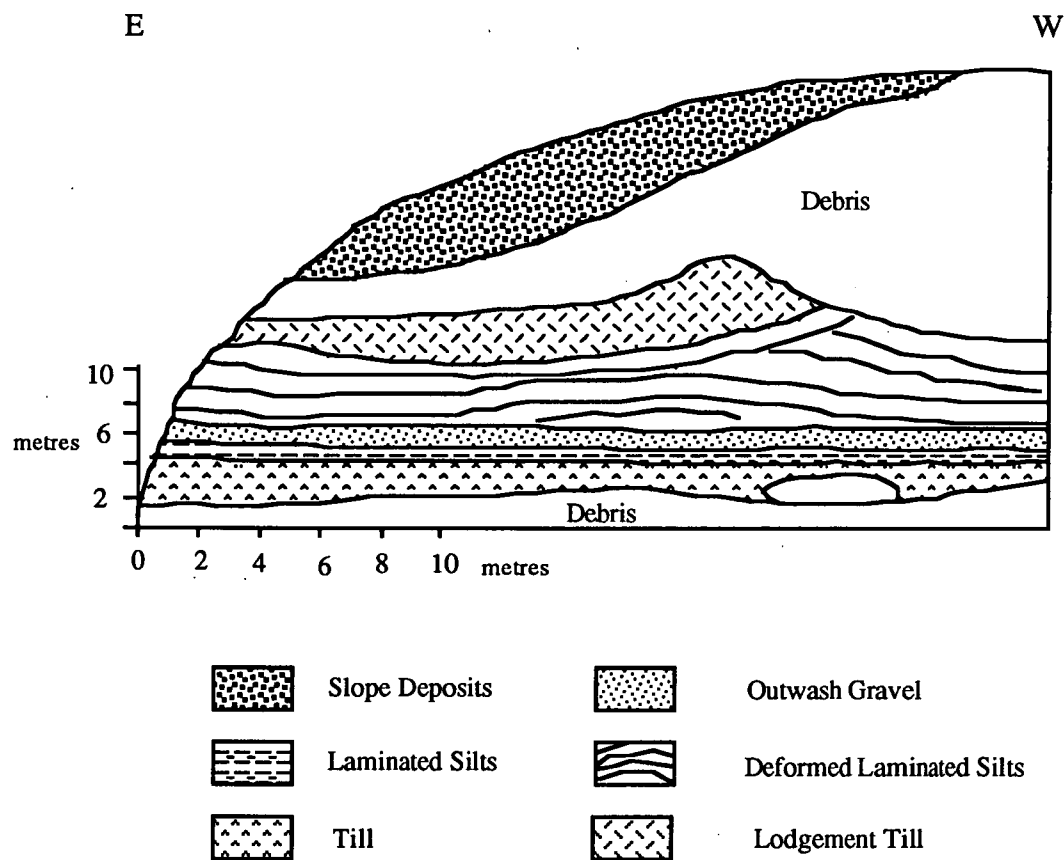 E W
Debris
10
metres
6
2
Debris
0 2 4 6 8 10 metres
Slope Deposits
Outwash Gravel
Laminated Silts
Deformed Laminated Silts
Till
Lodgement Till